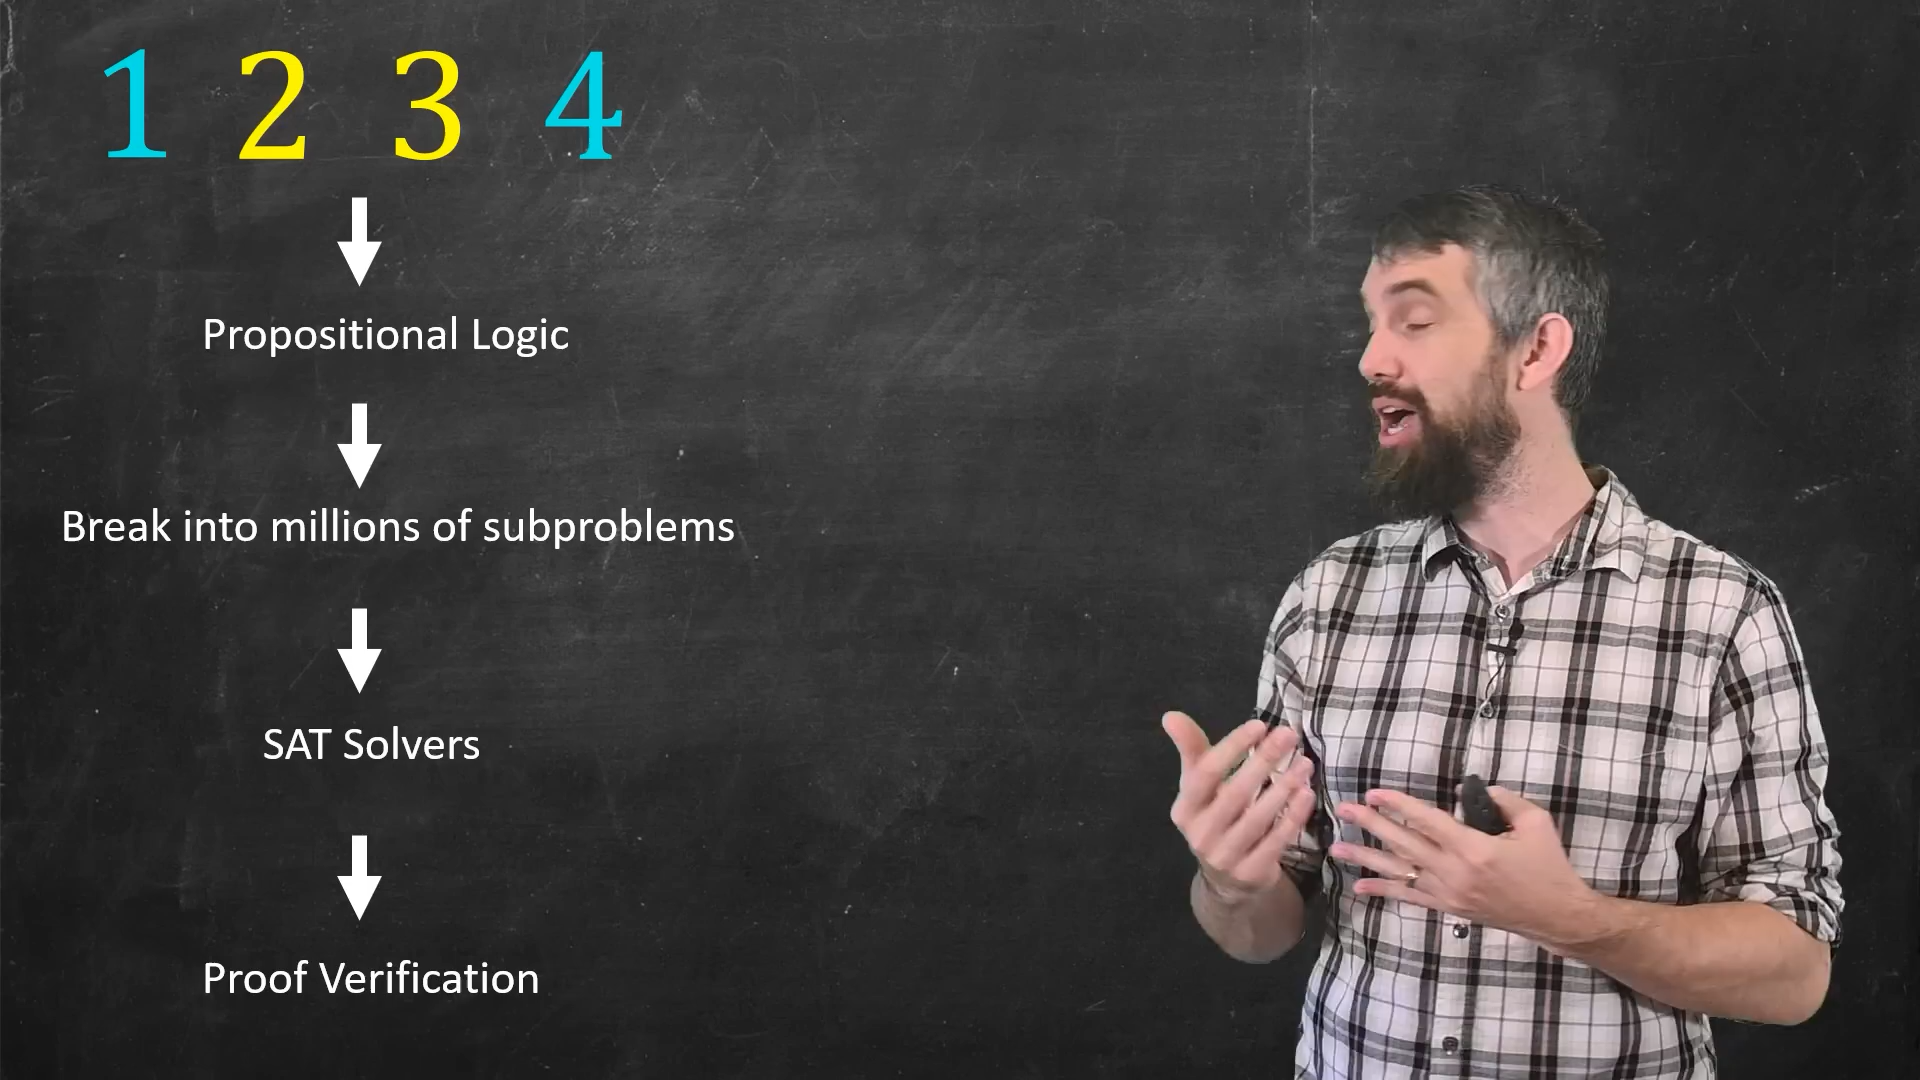 1 2 3 4
Propositional Logic
Break into millions of subproblems
SAT Solvers
Proof Verification